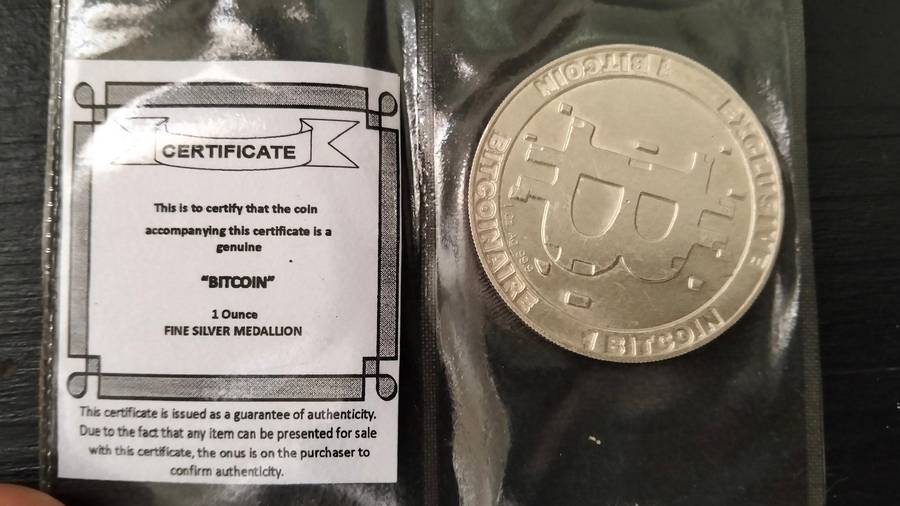 CERTIFICATE
This is to certify that the coin
accompanying this certificate is a
genuine
“BITCOIN”
1 Ounce
FINE SILVER MEDALLION
This certificate is issued as a guarantee of authenticity.
Due to the fact that any item can be presented for sale
with this certificate, the onus is on the purchaser to
confirm authenticity.
1 BITCOIN
EXCLUSIVE
1 BITCOIN
BITCOINAIRE